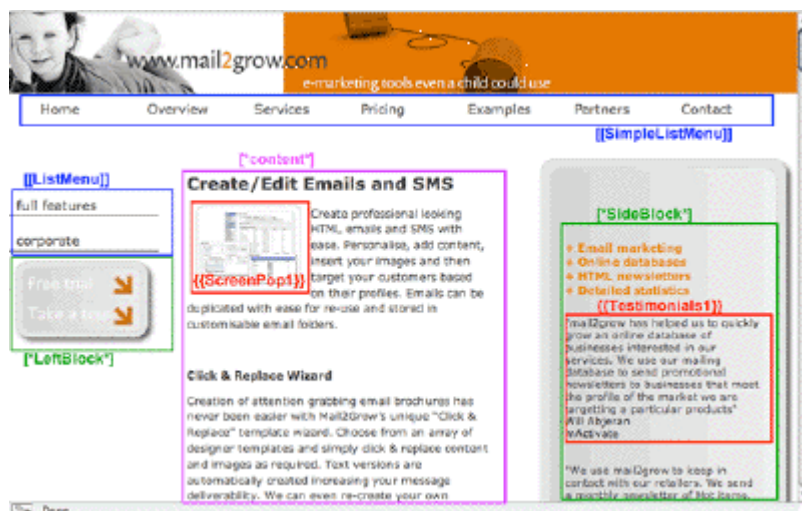 www.mail2grow.com
e-marketing tools even a child could use
Home Overview Services Pricing Examples Partners Contact
[[SimpleListMenu]]
[[ListMenu]]
full features
corporate
Free trial
Take a
[*LeftBlock*]
[*content*]
Create/Edit Emails and SMS
Create professional looking
HTML, emails and SMS with
ease. Personalise, add content,
insert your images and then
{{ScreenPop1}}
target your customers based
on their profiles. Emails can be
duplicated with ease for re-use and stored in
customisable email folders.
Click & Replace Wizard
Creation of attention grabbing email brochures has
never been easier with Mail2Grow's unique "Click &
Replace" template wizard. Choose from an array of
designer templates and simply click & replace content
and images as required. Text versions are
automatically created increasing your message
deliverability. We can even re-create your own
[*SideBlock*]
+ Email marketing
+ Online databases
+ HTML newsletters
+ Detailed statistics
{{Testimonials1}}
"mail2grow has helped us to quickly
grow an online database of
businesses interested in our
services. We use our mailing
database to send promotional
newsletters to businesses that meet
the profile of the market we are
targetting a particular products"
Will Abjeran
mActivate
"We use mail2grow to keep in
contact with our retailers. We send
a monthly newsletter of Hot items,
Done